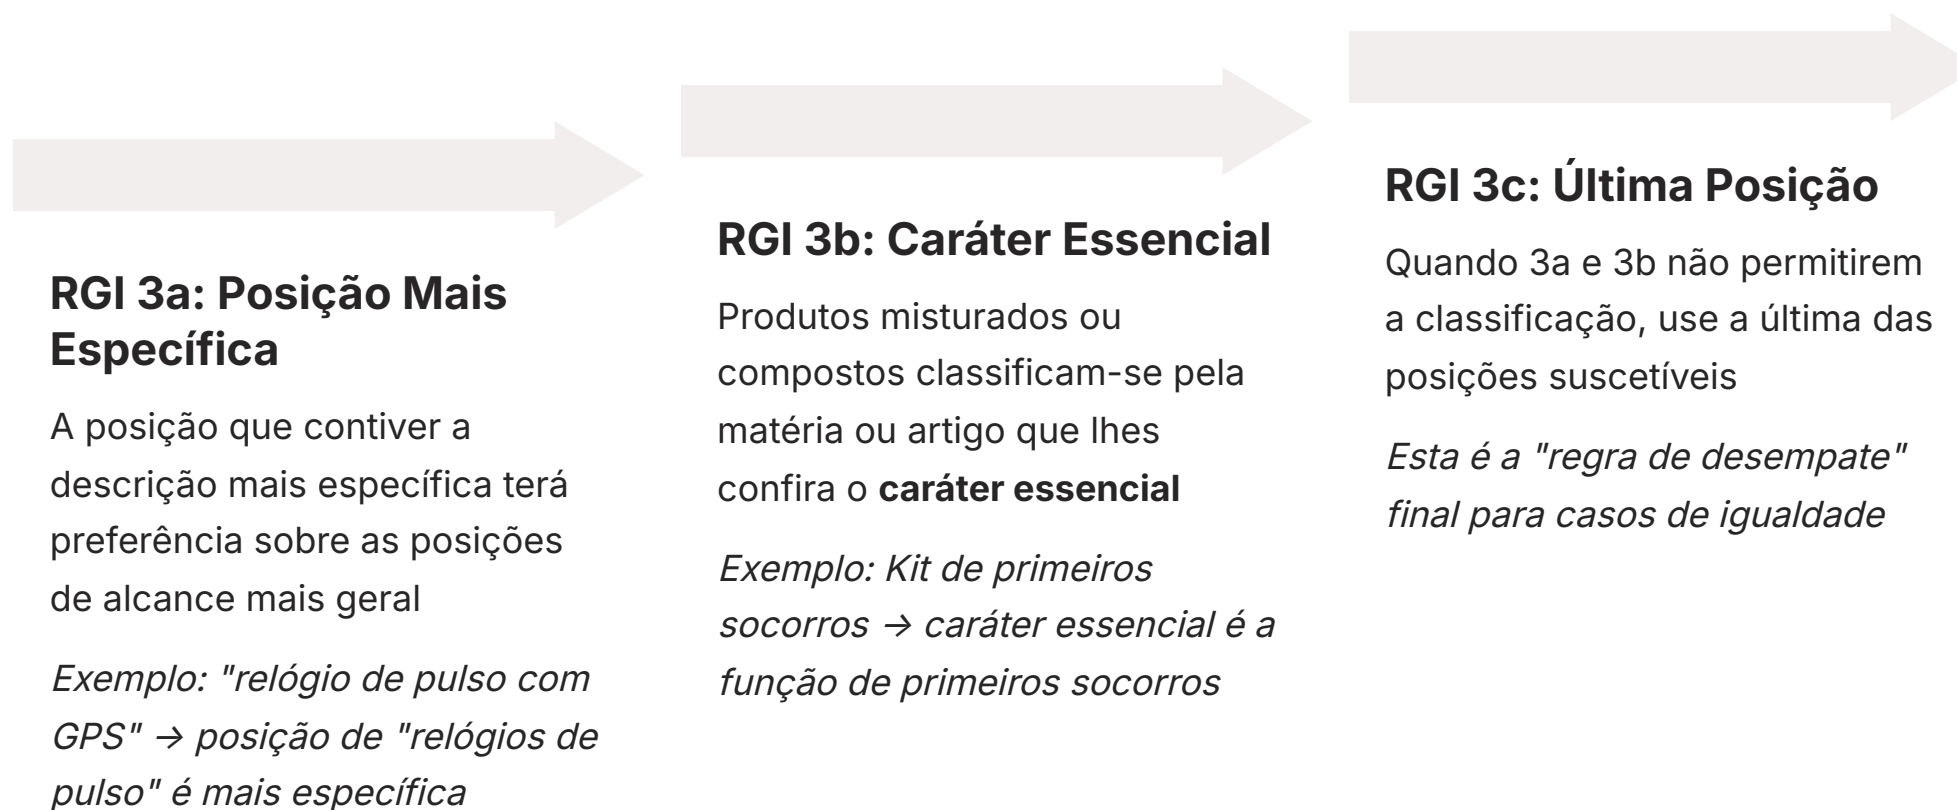 RGI 3a: Posição Mais
Específica
A posição que contiver a
descrição mais específica terá
preferência sobre as posições
de alcance mais geral
Exemplo: "relógio de pulso com
GPS" → posição de "relógios de
pulso" é mais específica
RGI 3b: Caráter Essencial
Produtos misturados ou
compostos classificam-se pela
matéria ou artigo que lhes
confira o caráter essencial
Exemplo: Kit de primeiros
socorros → caráter essencial é a
função de primeiros socorros
RGI 3c: Última Posição
Quando 3a e 3b não permitirem
a classificação, use a última das
posições suscetíveis
Esta é a "regra de desempate"
final para casos de igualdade